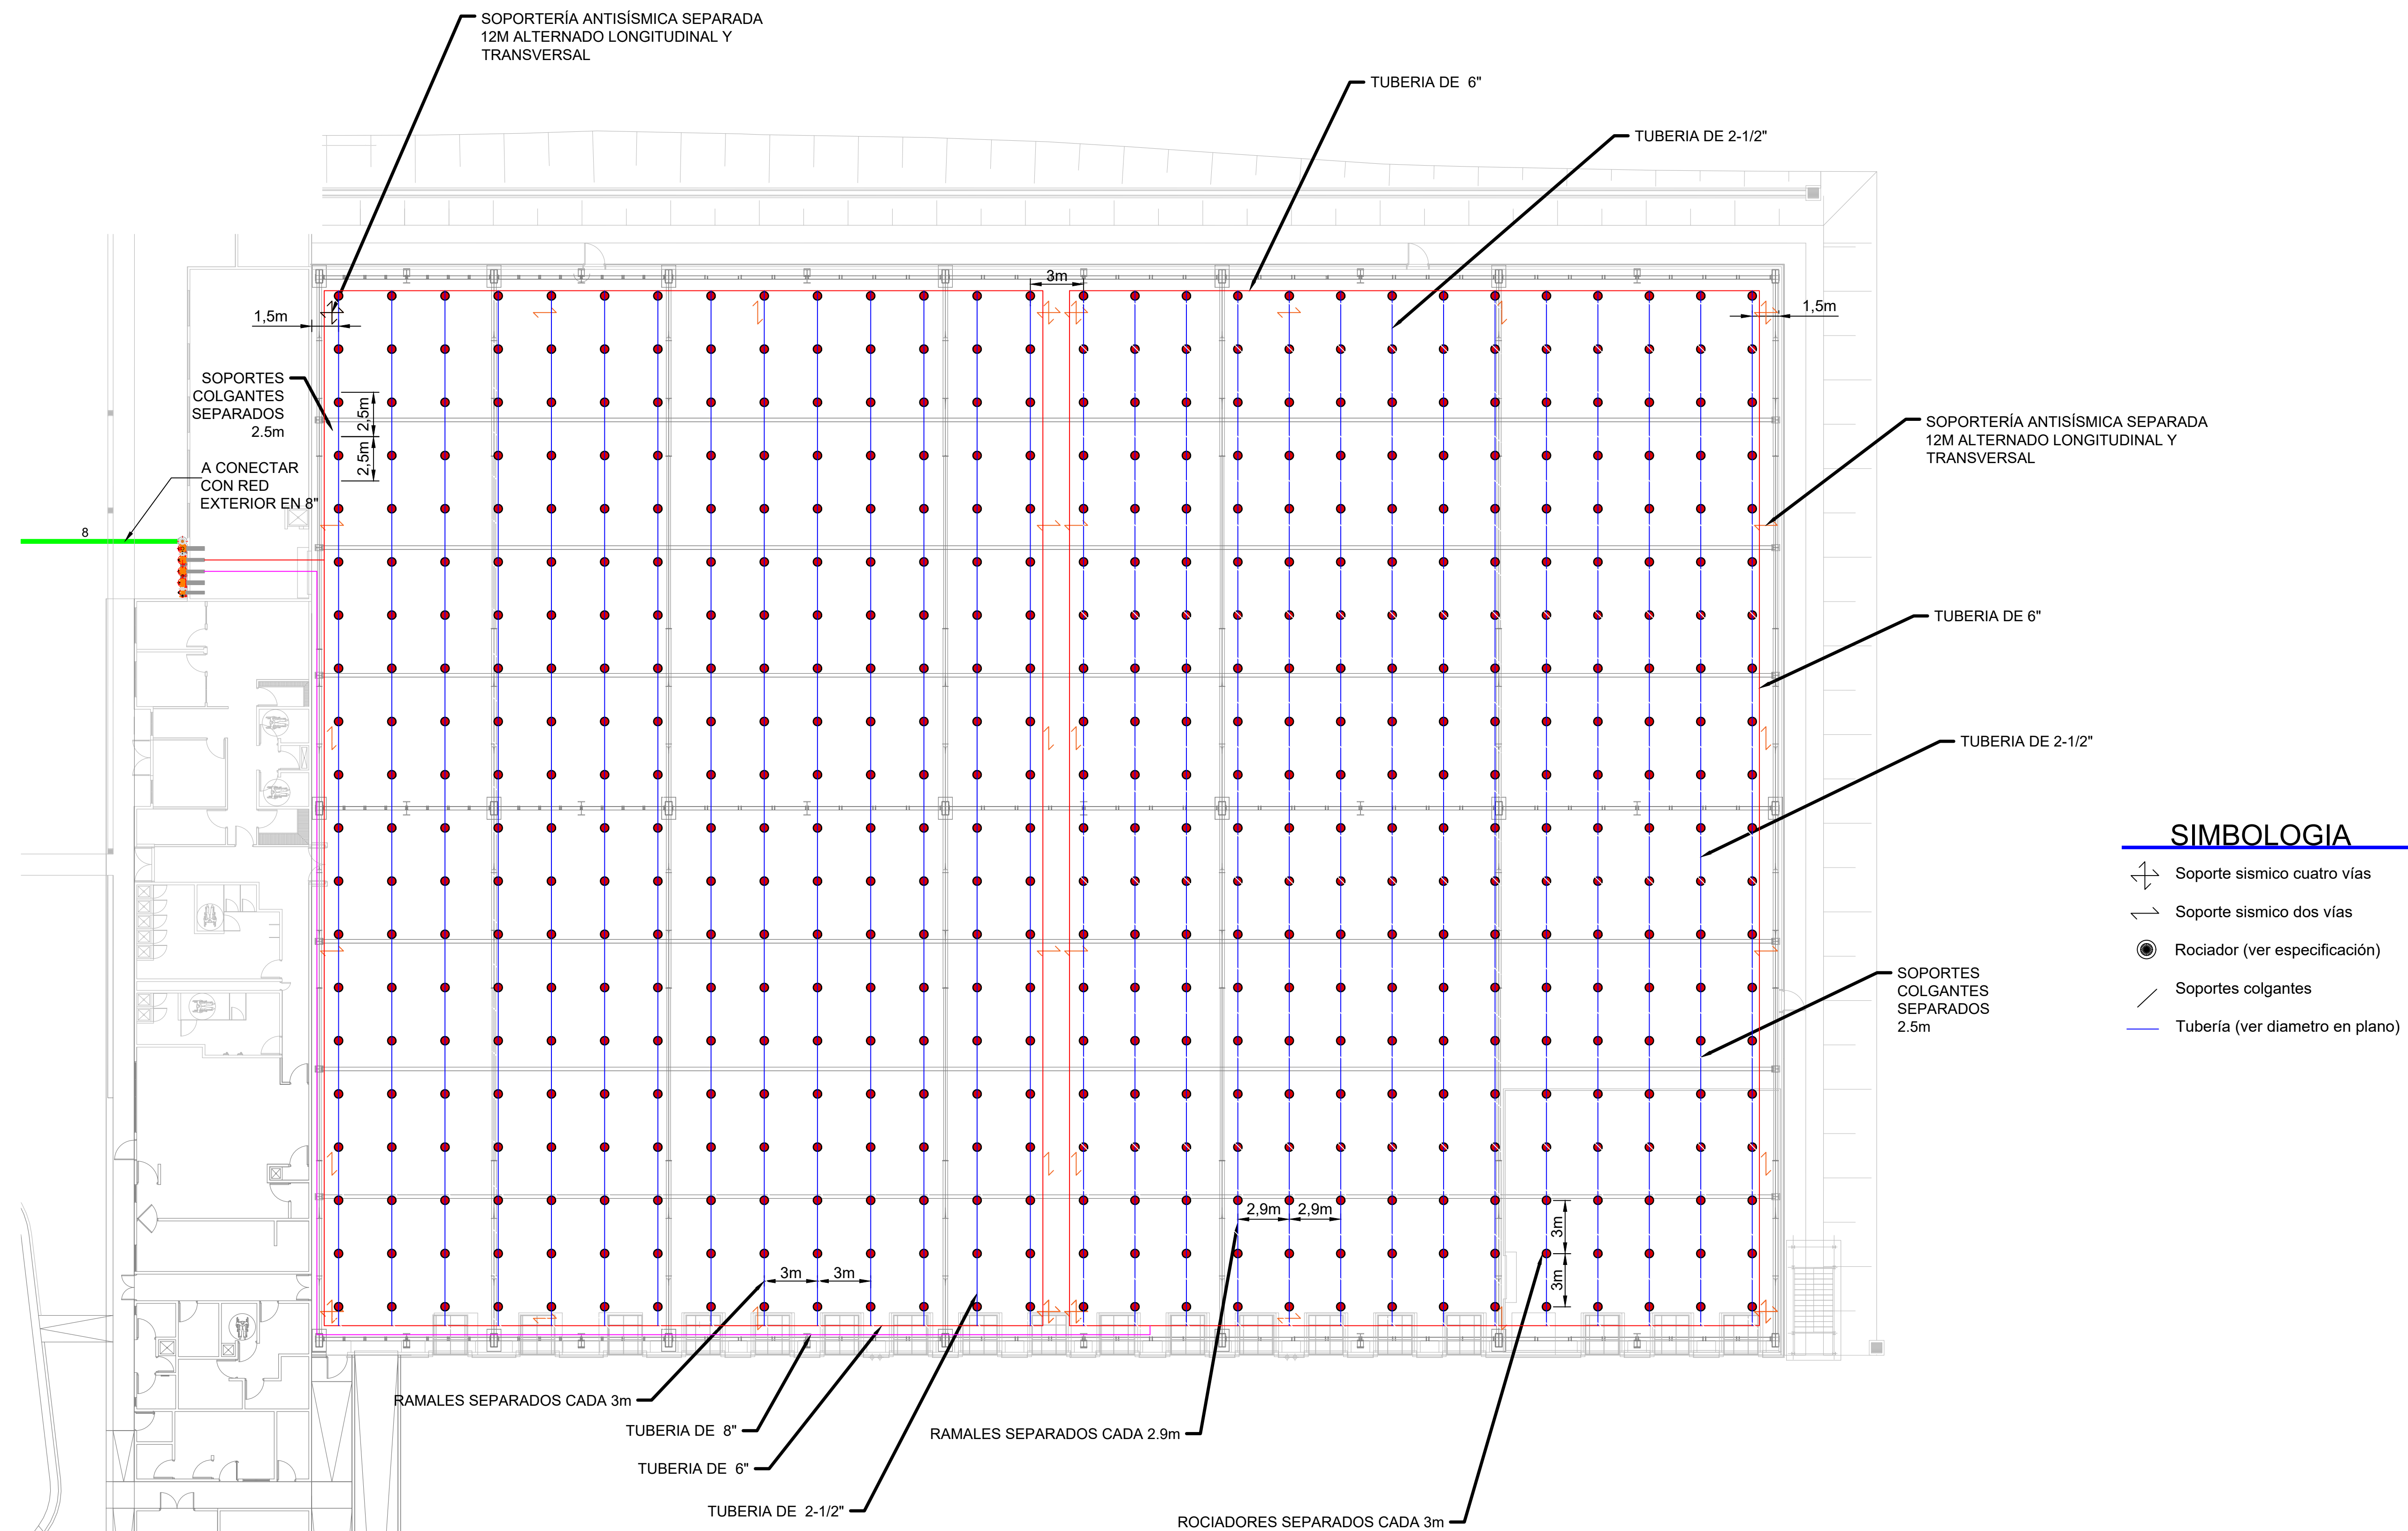 SOPORTERÍA ANTISÍSMICA SEPARADA
12M ALTERNADO LONGITUDINAL Y
TRANSVERSAL
TUBERIA DE 6"
TUBERIA DE 2-1/2"
3m
1,5m
1,5m
SOPORTES
COLGANTES
SEPARADOS
2.5m
2,5m
2,5m
A CONECTAR
CON RED
EXTERIOR EN 8"
8
SOPORTERÍA ANTISÍSMICA SEPARADA
12M ALTERNADO LONGITUDINAL Y
TRANSVERSAL
TUBERIA DE 6"
TUBERIA DE 2-1/2"
SIMBOLOGIA
Soporte sismico cuatro vías
Soporte sismico dos vías
Rociador (ver especificación)
Soportes colgantes
Tubería (ver diametro en plano)
SOPORTES
COLGANTES
SEPARADOS
2.5m
2,9m
2,9m
3m
3m
3m
3m
RAMALES SEPARADOS CADA 3m
TUBERIA DE 8"
RAMALES SEPARADOS CADA 2.9m
TUBERIA DE 6"
TUBERIA DE 2-1/2"
ROCIADORES SEPARADOS CADA 3m